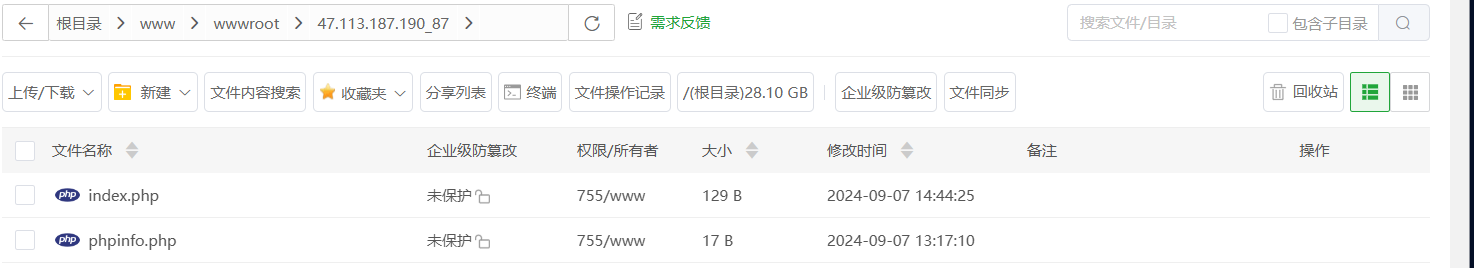 根目录 www wwwroot 47.113.187.190_87 需求反馈 搜索文件/目录 包含子目录
上传/下载 新建 文件内容搜索 收藏夹 分享列表 终端 文件操作记录 /(根目录)28.10 GB 企业级防篡改 文件同步 回收站
文件名称 企业级防篡改 权限/所有者 大小 修改时间 备注 操作
php index.php 未保护 755/www 129 B 2024-09-07 14:44:25
php phpinfo.php 未保护 755/www 17 B 2024-09-07 13:17:10